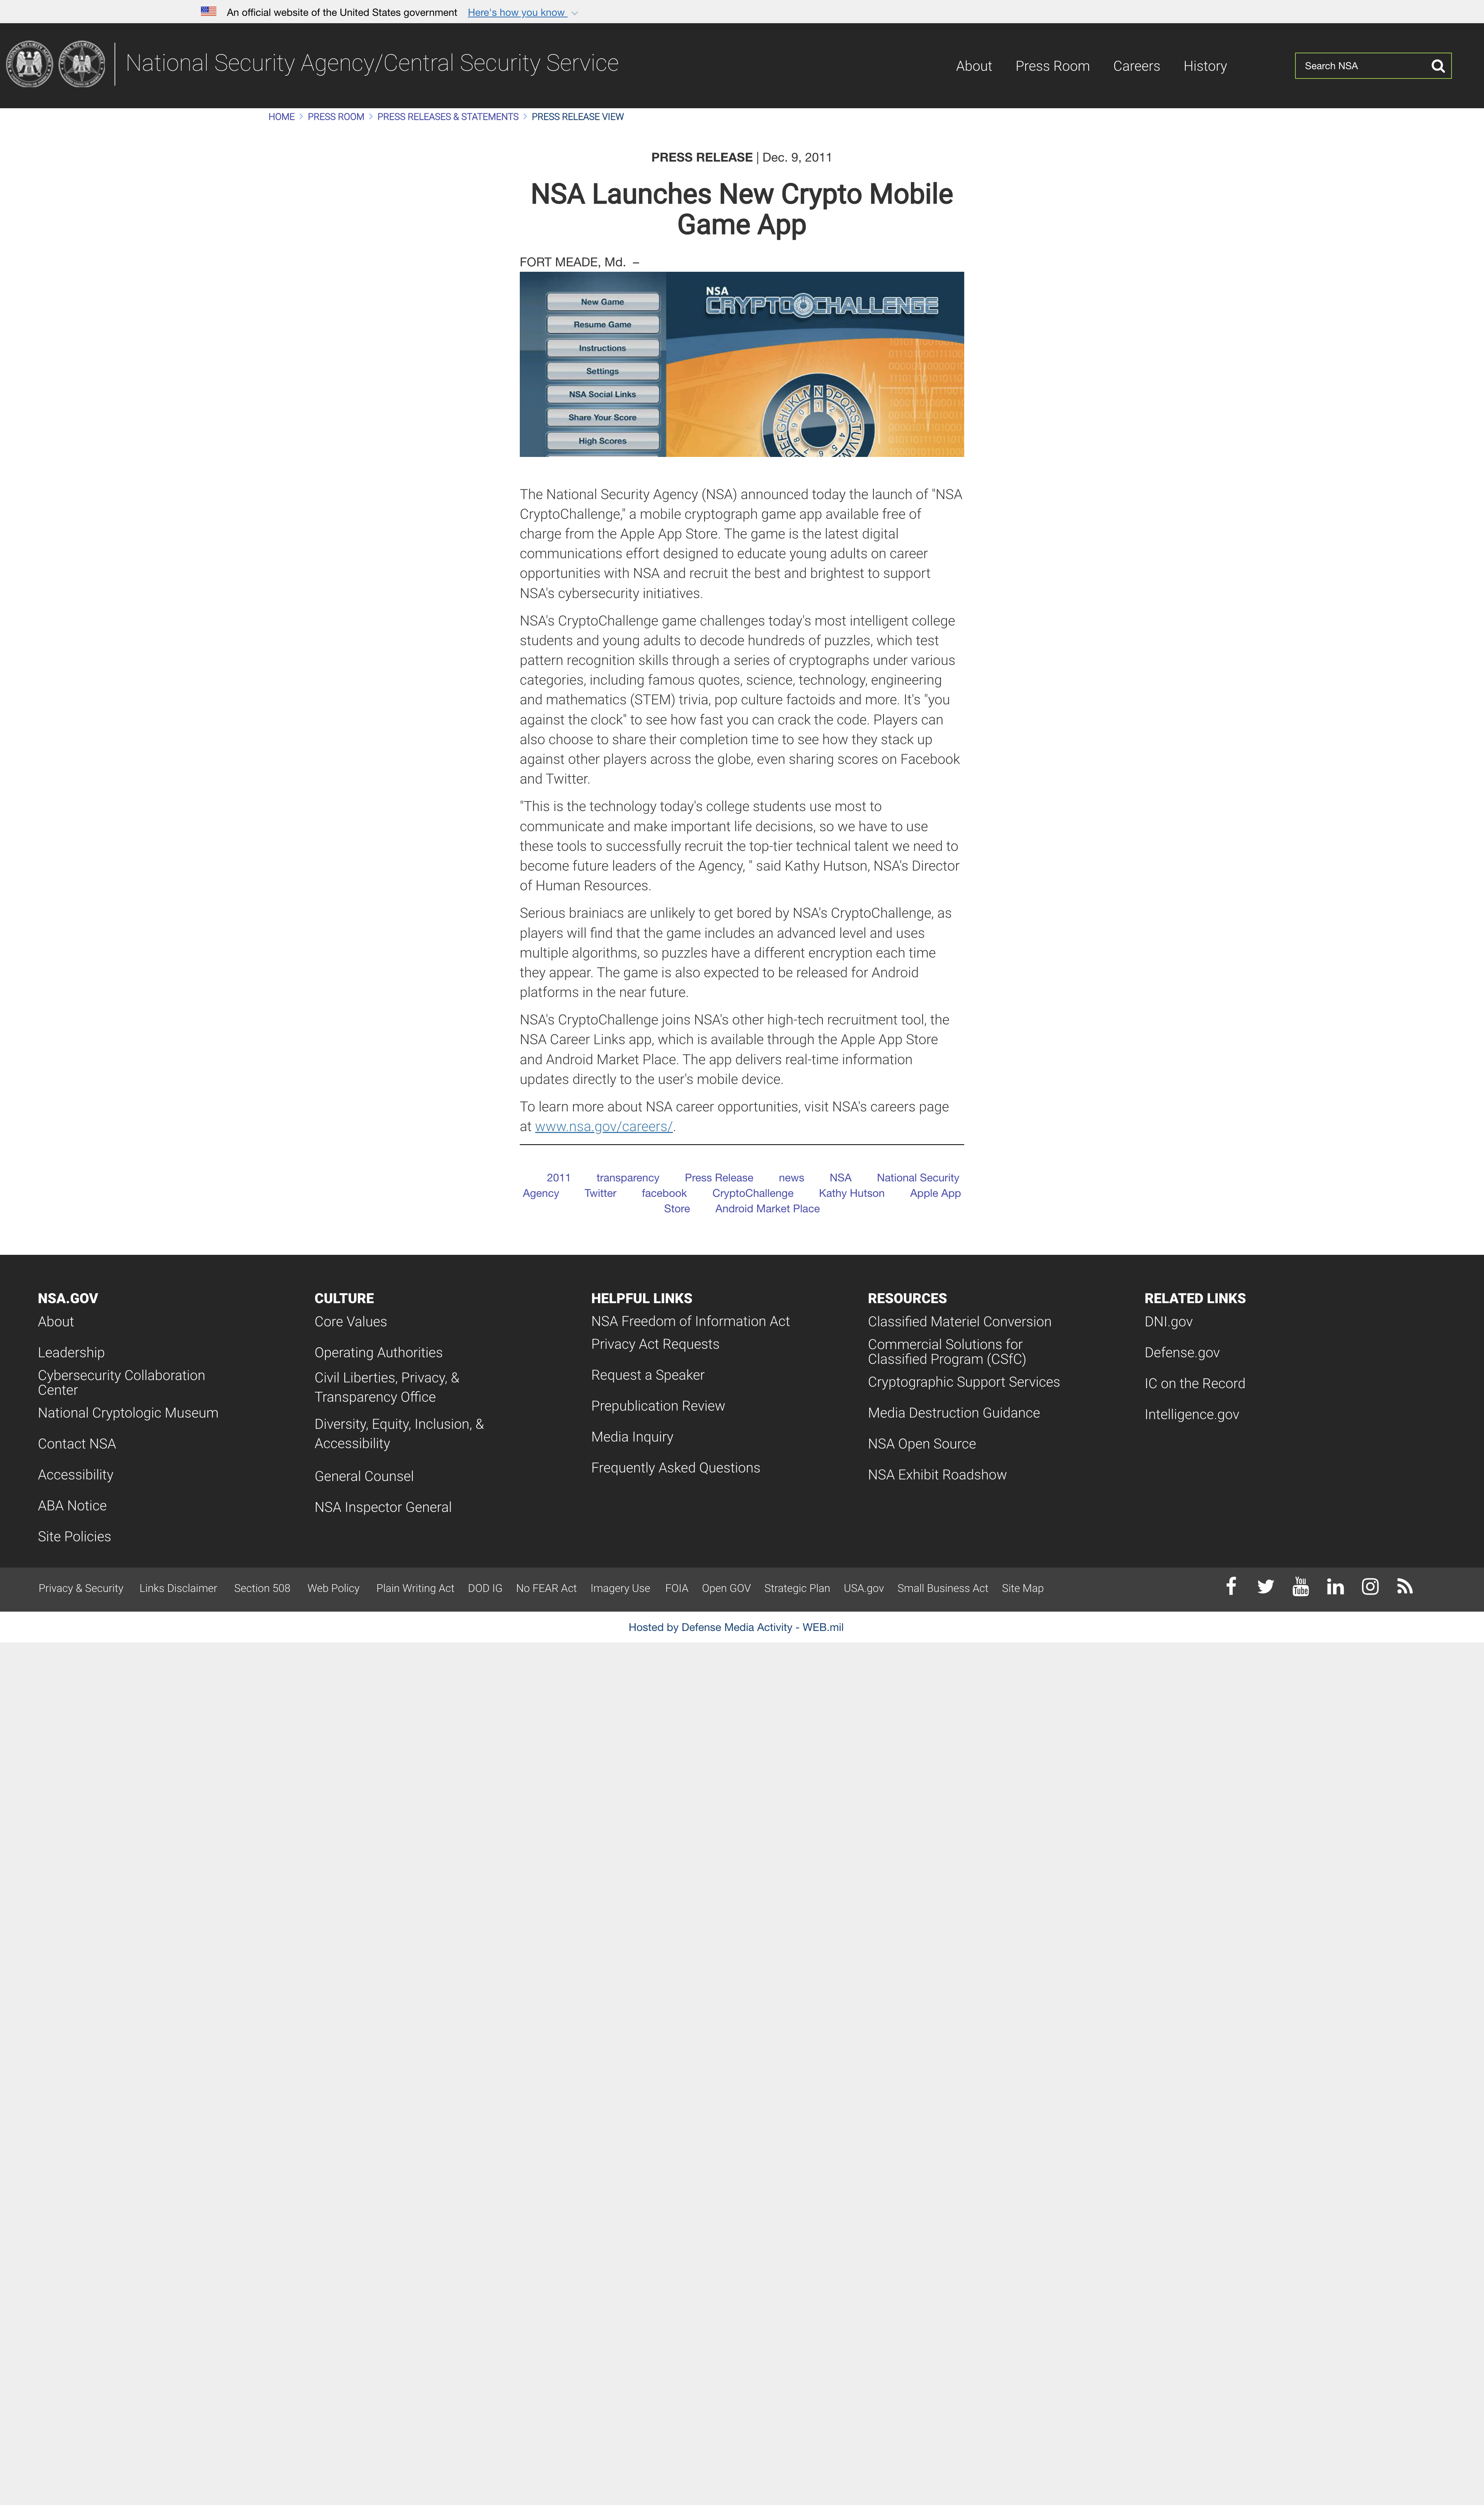 An official website of the United States government Here's how you know
National Security Agency/Central Security Service
About Press Room Careers History
Search NSA
HOME > PRESS ROOM > PRESS RELEASES & STATEMENTS > PRESS RELEASE VIEW
PRESS RELEASE | Dec. 9, 2011
NSA Launches New Crypto Mobile
Game App
FORT MEADE, Md. –
NSA
CRYPTOCHALLENGE
New Game
Resume Game
Instructions
Settings
NSA Social Links
Share Your Score
High Scores
The National Security Agency (NSA) announced today the launch of "NSA
CryptoChallenge," a mobile cryptograph game app available free of
charge from the Apple App Store. The game is the latest digital
communications effort designed to educate young adults on career
opportunities with NSA and recruit the best and brightest to support
NSA's cybersecurity initiatives.
NSA's CryptoChallenge game challenges today's most intelligent college
students and young adults to decode hundreds of puzzles, which test
pattern recognition skills through a series of cryptographs under various
categories, including famous quotes, science, technology, engineering
and mathematics (STEM) trivia, pop culture factoids and more. It's "you
against the clock" to see how fast you can crack the code. Players can
also choose to share their completion time to see how they stack up
against other players across the globe, even sharing scores on Facebook
and Twitter.
"This is the technology today's college students use most to
communicate and make important life decisions, so we have to use
these tools to successfully recruit the top-tier technical talent we need to
become future leaders of the Agency, " said Kathy Hutson, NSA's Director
of Human Resources.
Serious brainiacs are unlikely to get bored by NSA's CryptoChallenge, as
players will find that the game includes an advanced level and uses
multiple algorithms, so puzzles have a different encryption each time
they appear. The game is also expected to be released for Android
platforms in the near future.
NSA's CryptoChallenge joins NSA's other high-tech recruitment tool, the
NSA Career Links app, which is available through the Apple App Store
and Android Market Place. The app delivers real-time information
updates directly to the user's mobile device.
To learn more about NSA career opportunities, visit NSA's careers page
at www.nsa.gov/careers/.
2011 transparency Press Release news NSA National Security
Agency Twitter facebook CryptoChallenge Kathy Hutson Apple App
Store Android Market Place
NSA.GOV
About
Leadership
Cybersecurity Collaboration
Center
National Cryptologic Museum
Contact NSA
Accessibility
ABA Notice
Site Policies
CULTURE
Core Values
Operating Authorities
Civil Liberties, Privacy, &
Transparency Office
Diversity, Equity, Inclusion, &
Accessibility
General Counsel
NSA Inspector General
HELPFUL LINKS
NSA Freedom of Information Act
Privacy Act Requests
Request a Speaker
Prepublication Review
Media Inquiry
Frequently Asked Questions
RESOURCES
Classified Materiel Conversion
Commercial Solutions for
Classified Program (CSfC)
Cryptographic Support Services
Media Destruction Guidance
NSA Open Source
NSA Exhibit Roadshow
RELATED LINKS
DNI.gov
Defense.gov
IC on the Record
Intelligence.gov
Privacy & Security Links Disclaimer Section 508 Web Policy Plain Writing Act DOD IG No FEAR Act Imagery Use FOIA Open GOV Strategic Plan USA.gov Small Business Act Site Map
You
Tube
Hosted by Defense Media Activity - WEB.mil